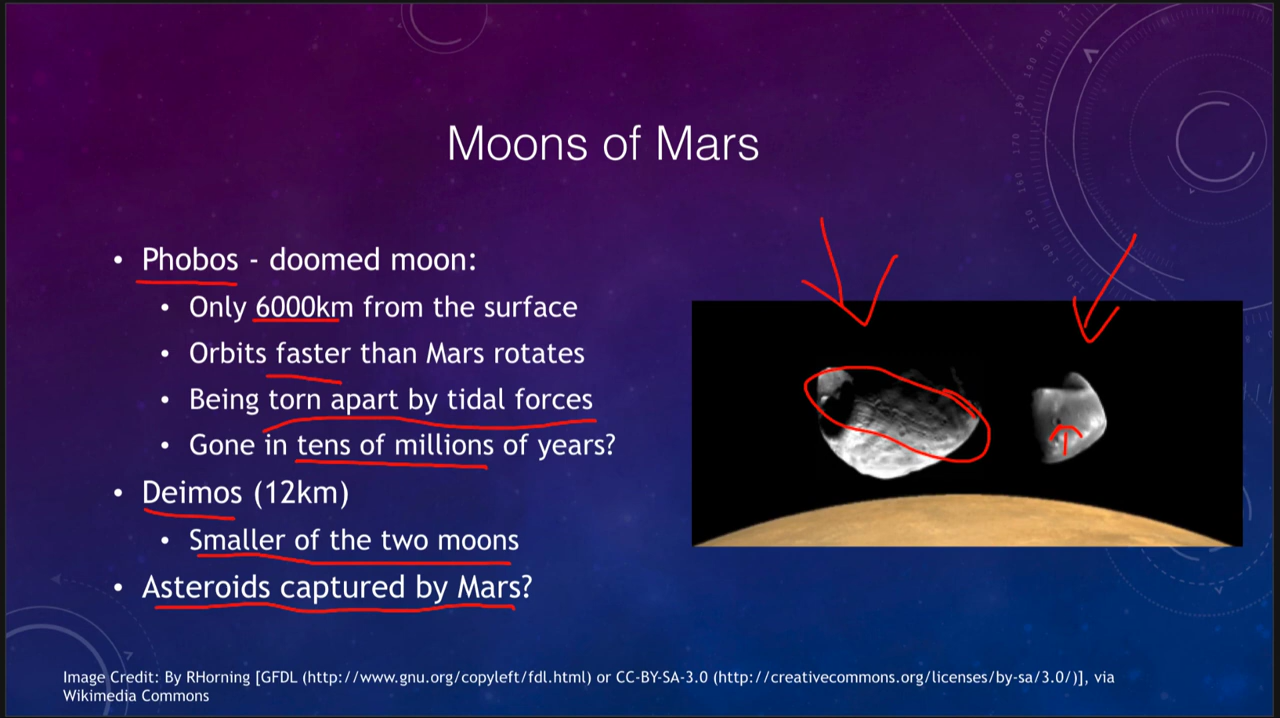 Moons of Mars
• Phobos - doomed moon:
• Only 6000km from the surface
• Orbits faster than Mars rotates
• Being torn apart by tidal forces
• Gone in tens of millions of years?
• Deimos (12km)
• Smaller of the two moons
• Asteroids captured by Mars?
Image Credit: By RHorning [GFDL (http://www.gnu.org/copyleft/fdl.html) or CC-BY-SA-3.0 (http://creativecommons.org/licenses/by-sa/3.0/)], via
Wikimedia Commons